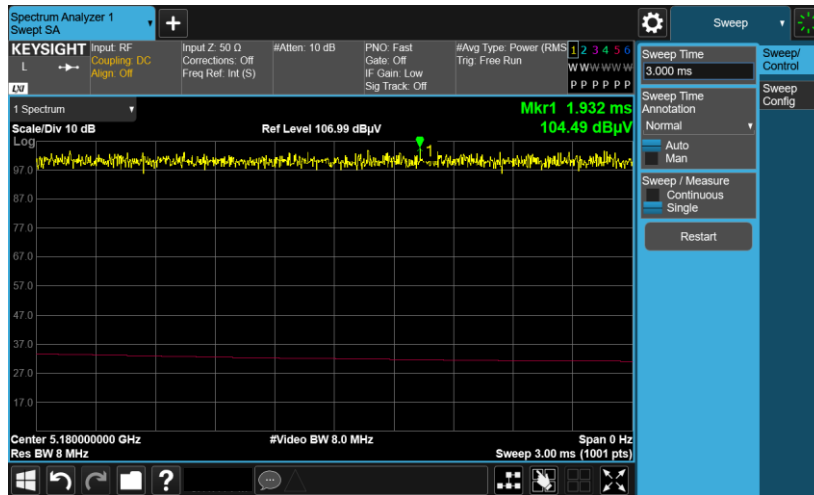 Spectrum Analyzer 1
Swept SA
+
Sweep
KEYSIGHT
L
LXI
Input: RF
Coupling: DC
Align: Off
Input Z: 50 Ω
Corrections: Off
Freq Ref: Int (S)
#Atten: 10 dB
PNO: Fast
Gate: Off
IF Gain: Low
Sig Track: Off
#Avg Type: Power (RMS
Trig: Free Run
1 2 3 4 5 6
W W W W W W
P P P P P P
Sweep Time
3.000 ms
Sweep Time
Annotation
Normal
Auto
Man
Sweep / Measure
Continuous
Single
Restart
Sweep/
Control
Sweep
Config
1 Spectrum
Mkr1 1.932 ms
Scale/Div 10 dB
Ref Level 106.99 dBµV
104.49 dBµV
Log
1
97.0
87.0
77.0
67.0
57.0
47.0
37.0
27.0
17.0
Center 5.180000000 GHz
#Video BW 8.0 MHz
Span 0 Hz
Res BW 8 MHz
Sweep 3.00 ms (1001 pts)
?